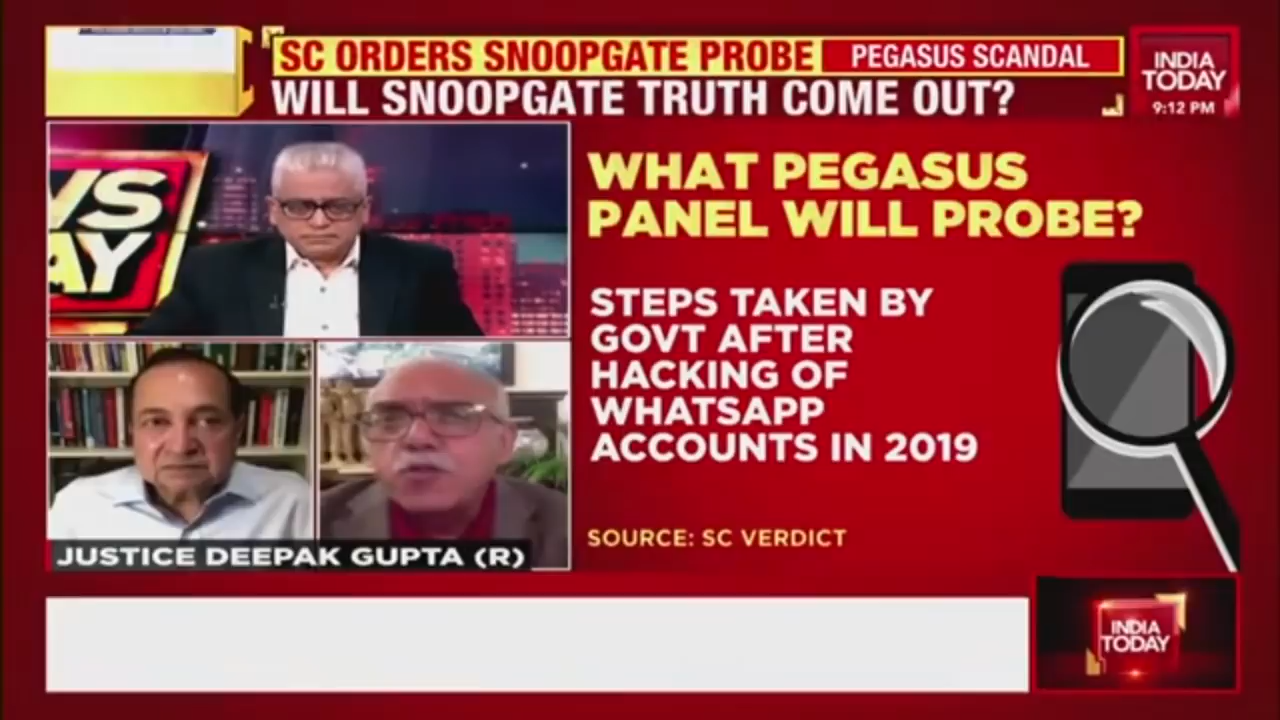 SC ORDERS SNOOPGATE PROBE
PEGASUS SCANDAL
WILL SNOOPGATE TRUTH COME OUT?
INDIA
TODAY
9:12 PM
WHAT PEGASUS
PANEL WILL PROBE?
STEPS TAKEN BY
GOVT AFTER
HACKING OF
WHATSAPP
ACCOUNTS IN 2019
SOURCE: SC VERDICT
JUSTICE DEEPAK GUPTA (R)
INDIA
TODAY